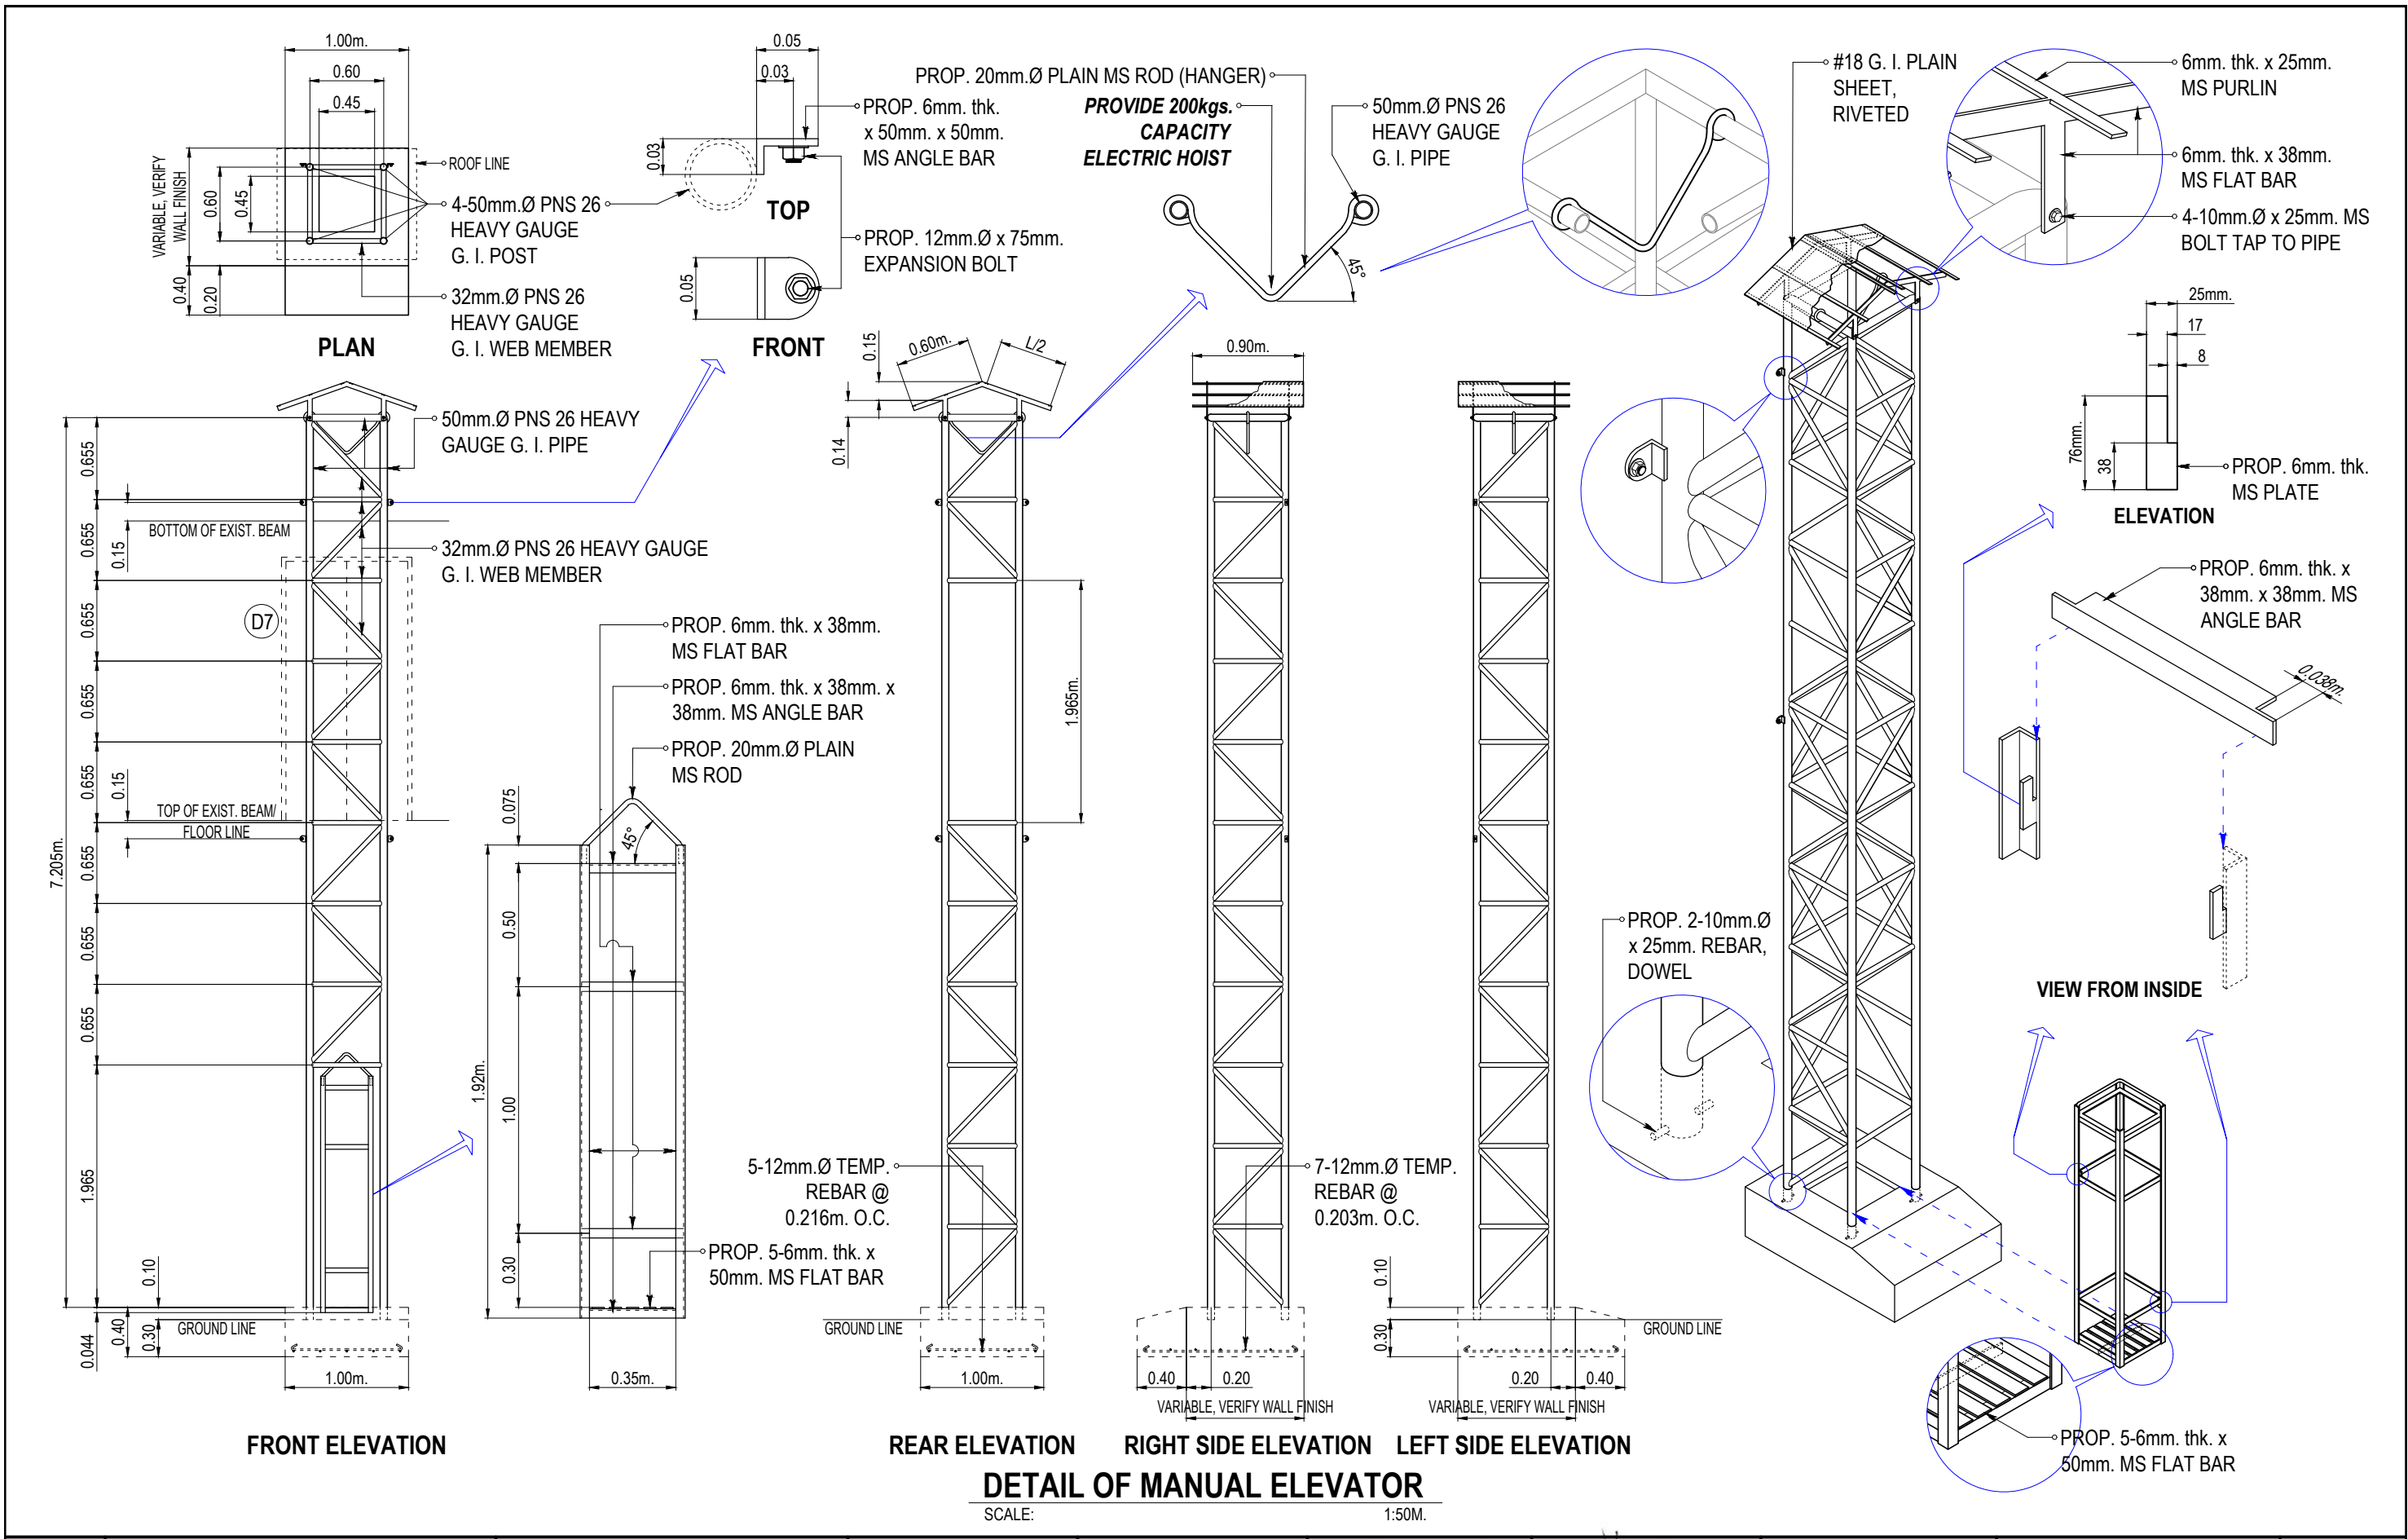 1.00m.
0.60
0.45
VARIABLE, VERIFY
WALL FINISH
0.60
0.45
0.40
0.20
ROOF LINE
4-50mm.Ø PNS 26
HEAVY GAUGE
G. I. POST
32mm.Ø PNS 26
HEAVY GAUGE
G. I. WEB MEMBER
PLAN
0.05
0.03
0.03
PROP. 6mm. thk.
x 50mm. x 50mm.
MS ANGLE BAR
TOP
PROP. 12mm.Ø x 75mm.
EXPANSION BOLT
0.05
FRONT
PROP. 20mm.Ø PLAIN MS ROD (HANGER)
PROVIDE 200kgs.
CAPACITY
ELECTRIC HOIST
50mm.Ø PNS 26
HEAVY GAUGE
G. I. PIPE
45°
#18 G. I. PLAIN
SHEET,
RIVETED
6mm. thk. x 25mm.
MS PURLIN
6mm. thk. x 38mm.
MS FLAT BAR
4-10mm.Ø x 25mm. MS
BOLT TAP TO PIPE
25mm.
17
8
76mm.
38
PROP. 6mm. thk.
MS PLATE
ELEVATION
PROP. 6mm. thk. x
38mm. x 38mm. MS
ANGLE BAR
0.038m.
VIEW FROM INSIDE
50mm.Ø PNS 26 HEAVY
GAUGE G. I. PIPE
32mm.Ø PNS 26 HEAVY GAUGE
G. I. WEB MEMBER
7.205m.
0.655
0.655
0.655
0.655
0.655
0.655
0.655
0.655
1.965
0.15
BOTTOM OF EXIST. BEAM
D7
0.15
TOP OF EXIST. BEAM/
FLOOR LINE
0.10
0.044
0.40
0.30
GROUND LINE
1.00m.
FRONT ELEVATION
PROP. 6mm. thk. x 38mm.
MS FLAT BAR
PROP. 6mm. thk. x 38mm. x
38mm. MS ANGLE BAR
PROP. 20mm.Ø PLAIN
MS ROD
45°
0.075
0.50
1.00
0.30
1.92m.
0.35m.
PROP. 5-6mm. thk. x
50mm. MS FLAT BAR
0.60m.
L/2
0.15
0.14
1.965m.
5-12mm.Ø TEMP.
REBAR @
0.216m. O.C.
GROUND LINE
1.00m.
REAR ELEVATION
0.90m.
7-12mm.Ø TEMP.
REBAR @
0.203m. O.C.
0.40
0.20
VARIABLE, VERIFY WALL FINISH
RIGHT SIDE ELEVATION
0.10
0.30
GROUND LINE
0.20
0.40
VARIABLE, VERIFY WALL FINISH
LEFT SIDE ELEVATION
PROP. 2-10mm.Ø
x 25mm. REBAR,
DOWEL
PROP. 5-6mm. thk. x
50mm. MS FLAT BAR
DETAIL OF MANUAL ELEVATOR
SCALE: 1:50M.